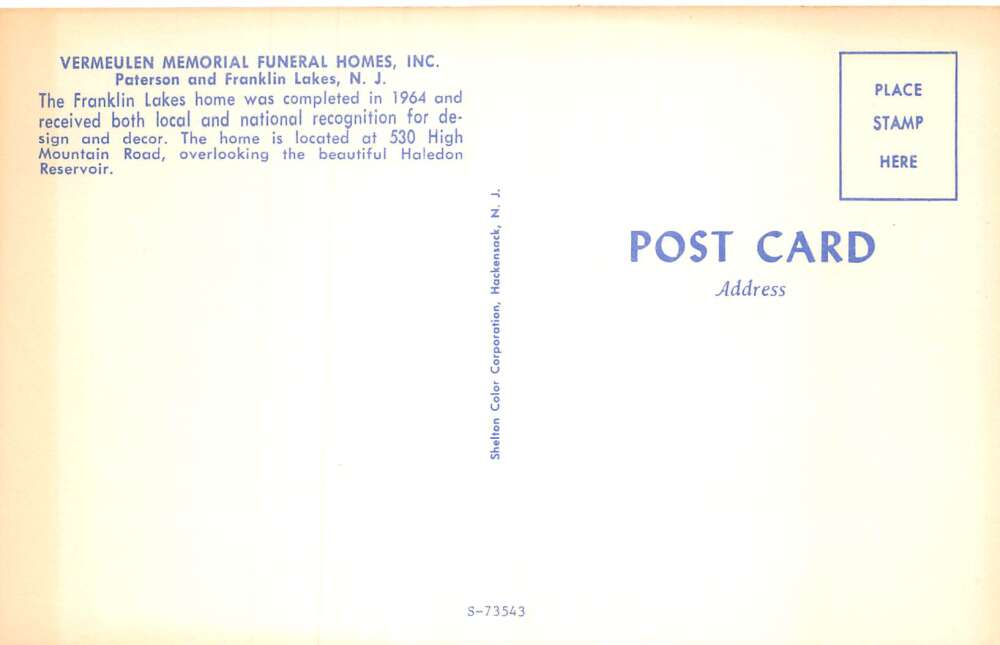 VERMEULEN MEMORIAL FUNERAL HOMES, INC.
Paterson and Franklin Lakes, N. J.
The Franklin Lakes home was completed in 1964 and
received both local and national recognition for de-
sign and decor. The home is located at 530 High
Mountain Road, overlooking the beautiful Haledon
Reservoir.
Shelton Color Corporation, Hackensack, N. J.
PLACE
STAMP
HERE
POST CARD
Address
S-73543